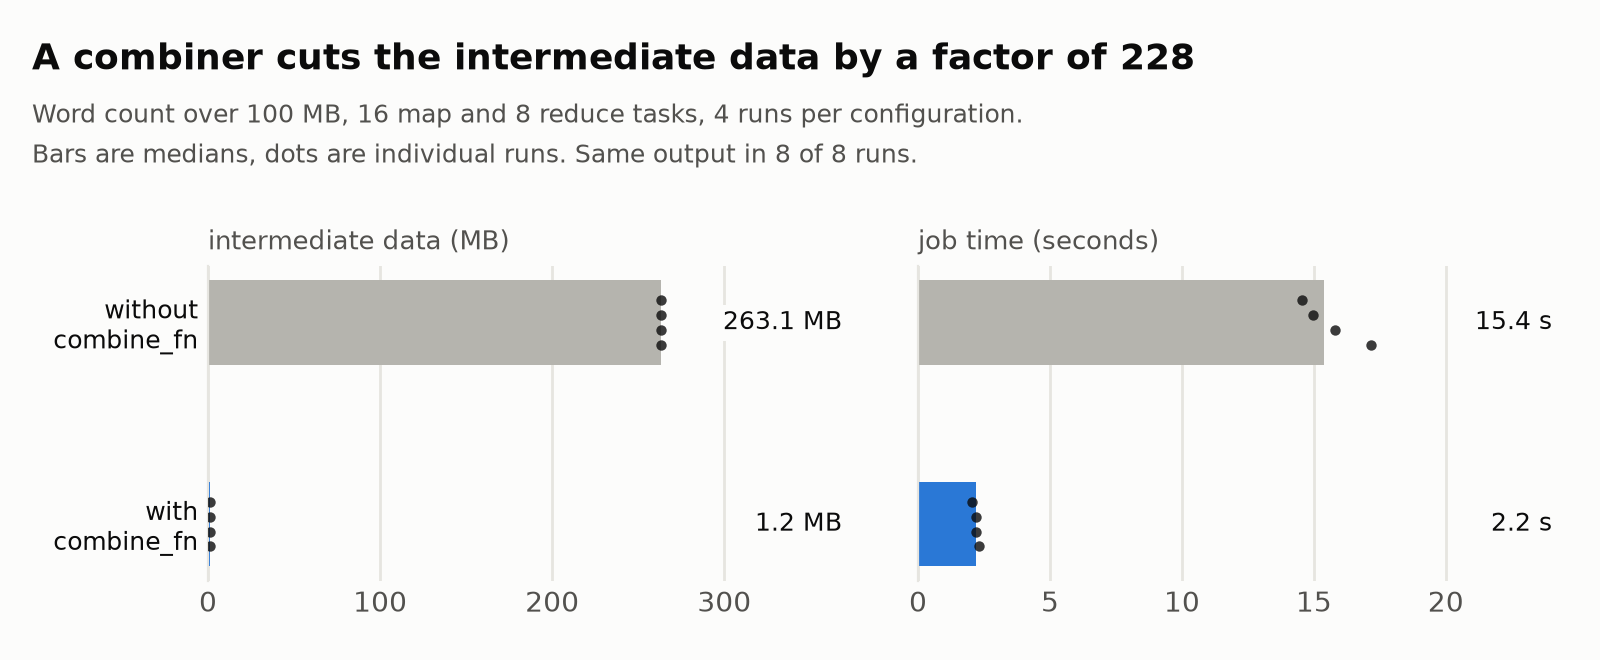 A combiner cuts the intermediate data by a factor of 228
Word count over 100 MB, 16 map and 8 reduce tasks, 4 runs per configuration.
Bars are medians, dots are individual runs. Same output in 8 of 8 runs.
intermediate data (MB)
without
combine_fn
263.1 MB
with
combine_fn
1.2 MB
0 100 200 300
job time (seconds)
15.4 s
2.2 s
0 5 10 15 20